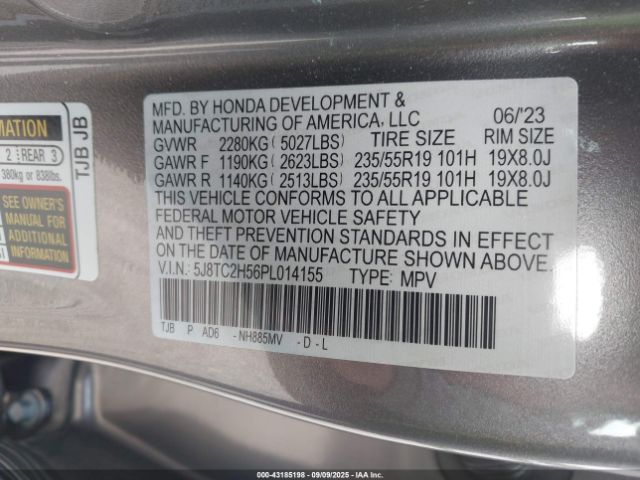 MATION
2 REAR 3
380kg or 838lbs.
SEE OWNER'S
MANUAL FOR
ADDITIONAL
INFORMATION
TJB JB
MFD. BY HONDA DEVELOPMENT &
MANUFACTURING OF AMERICA, LLC 06/'23
GVWR 2280KG(5027LBS) TIRE SIZE RIM SIZE
GAWR F 1190KG(2623LBS) 235/55R19 101H 19X8.0J
GAWR R 1140KG(2513LBS) 235/55R19 101H 19X8.0J
THIS VEHICLE CONFORMS TO ALL APPLICABLE
FEDERAL MOTOR VEHICLE SAFETY
AND THEFT PREVENTION STANDARDS IN EFFECT
ON THE DATE OF MANUFACTURE SHOWN ABOVE.
V.I.N.: 5J8TC2H56PL014155 TYPE: MPV
TJB P AD6 -NH885MV -D-L
000-43185198 - 09/09/2025 - IAAI.COM